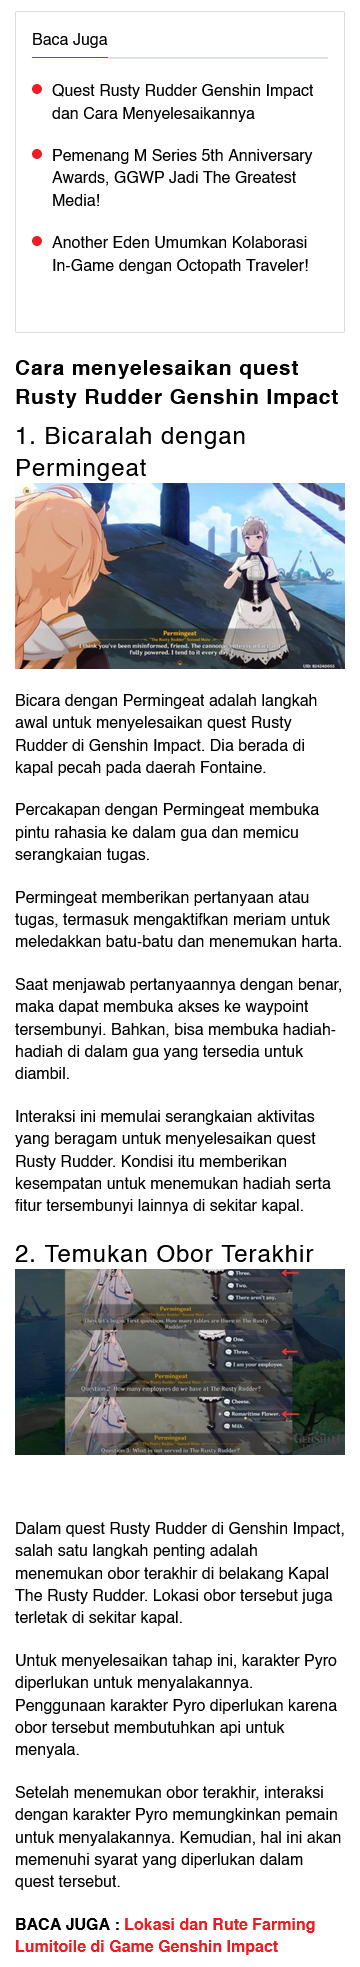 Baca Juga
Quest Rusty Rudder Genshin Impact
dan Cara Menyelesaikannya
Pemenang M Series 5th Anniversary
Awards, GGWP Jadi The Greatest
Media!
Another Eden Umumkan Kolaborasi
In-Game dengan Octopath Traveler!
Cara menyelesaikan quest
Rusty Rudder Genshin Impact
1. Bicaralah dengan
Permingeat
Permingeat
"The Rusty Rudder" Second Mate
I think you've been misinformed, friend. The cannons
fully powered. I tend to it every day
Bicara dengan Permingeat adalah langkah
awal untuk menyelesaikan quest Rusty
Rudder di Genshin Impact. Dia berada di
kapal pecah pada daerah Fontaine.
Percakapan dengan Permingeat membuka
pintu rahasia ke dalam gua dan memicu
serangkaian tugas.
Permingeat memberikan pertanyaan atau
tugas, termasuk mengaktifkan meriam untuk
meledakkan batu-batu dan menemukan harta.
Saat menjawab pertanyaannya dengan benar,
maka dapat membuka akses ke waypoint
tersembunyi. Bahkan, bisa membuka hadiah-
hadiah di dalam gua yang tersedia untuk
diambil.
Interaksi ini memulai serangkaian aktivitas
yang beragam untuk menyelesaikan quest
Rusty Rudder. Kondisi itu memberikan
kesempatan untuk menemukan hadiah serta
fitur tersembunyi lainnya di sekitar kapal.
2. Temukan Obor Terakhir
Three.
Two.
There aren't any.
Permingeat
"The Rusty Rudder" Second Mate
Then let's begin. First question: How many tables are there in The Rusty
Rudder?
One.
Three.
I am your employee.
Permingeat
"The Rusty Rudder" Second Mate
Question 2: How many employees do we have at The Rusty Rudder?
Cheese.
Romaritime Flower.
Milk.
Permingeat
"The Rusty Rudder" Second Mate
Question 3: What is not served in The Rusty Rudder?
GENSHIN
Dalam quest Rusty Rudder di Genshin Impact,
salah satu langkah penting adalah
menemukan obor terakhir di belakang Kapal
The Rusty Rudder. Lokasi obor tersebut juga
terletak di sekitar kapal.
Untuk menyelesaikan tahap ini, karakter Pyro
diperlukan untuk menyalakannya.
Penggunaan karakter Pyro diperlukan karena
obor tersebut membutuhkan api untuk
menyala.
Setelah menemukan obor terakhir, interaksi
dengan karakter Pyro memungkinkan pemain
untuk menyalakannya. Kemudian, hal ini akan
memenuhi syarat yang diperlukan dalam
quest tersebut.
BACA JUGA : Lokasi dan Rute Farming
Lumitoile di Game Genshin Impact